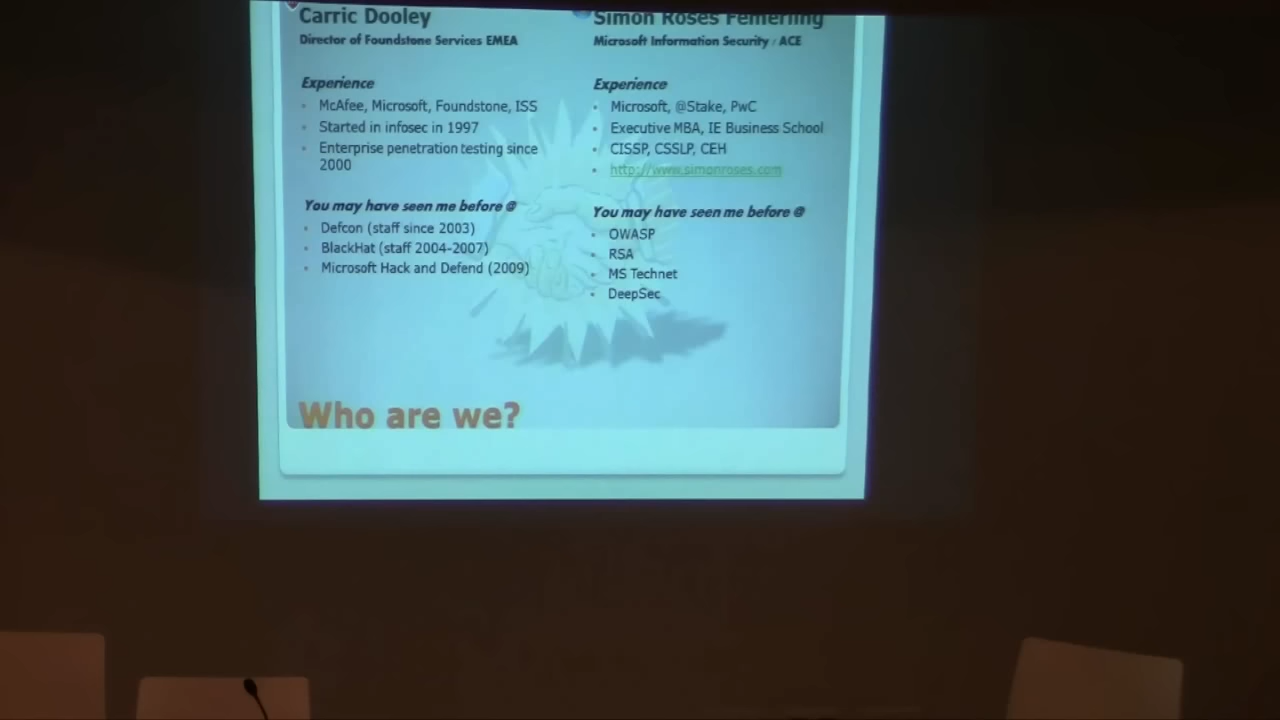 Carric Dooley
Director of Foundstone Services EMEA
Experience
McAfee, Microsoft, Foundstone, ISS
Started in infosec in 1997
Enterprise penetration testing since
2000
You may have seen me before @
Defcon (staff since 2003)
BlackHat (staff 2004-2007)
Microsoft Hack and Defend (2009)
Simon Roses Femerling
Microsoft Information Security / ACE
Experience
Microsoft, @Stake, PwC
Executive MBA, IE Business School
CISSP, CSSLP, CEH
http://www.simonroses.com
You may have seen me before @
OWASP
RSA
MS Technet
DeepSec
Who are we?